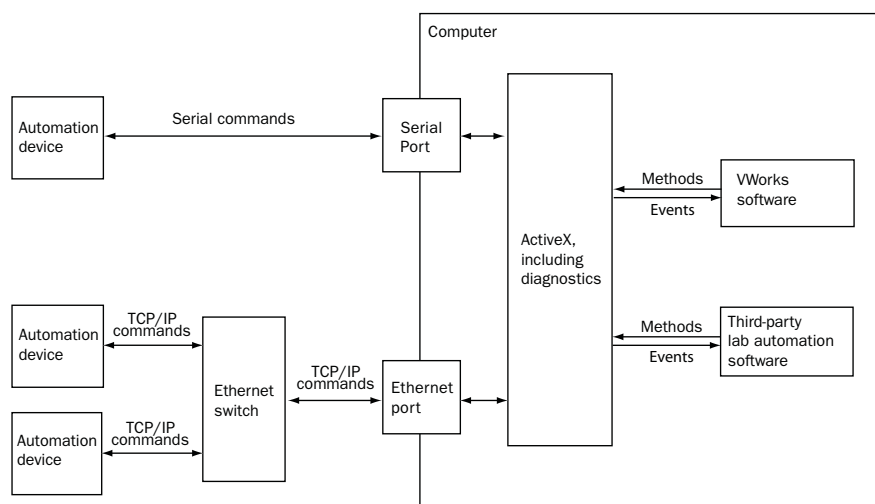 Computer
Automation
device
Serial commands
Serial
Port
ActiveX,
including
diagnostics
Methods
Events
VWorks
software
Automation
device
TCP/IP
commands
Ethernet
switch
TCP/IP
commands
Ethernet
port
Methods
Events
Third-party
lab automation
software
Automation
device
TCP/IP
commands